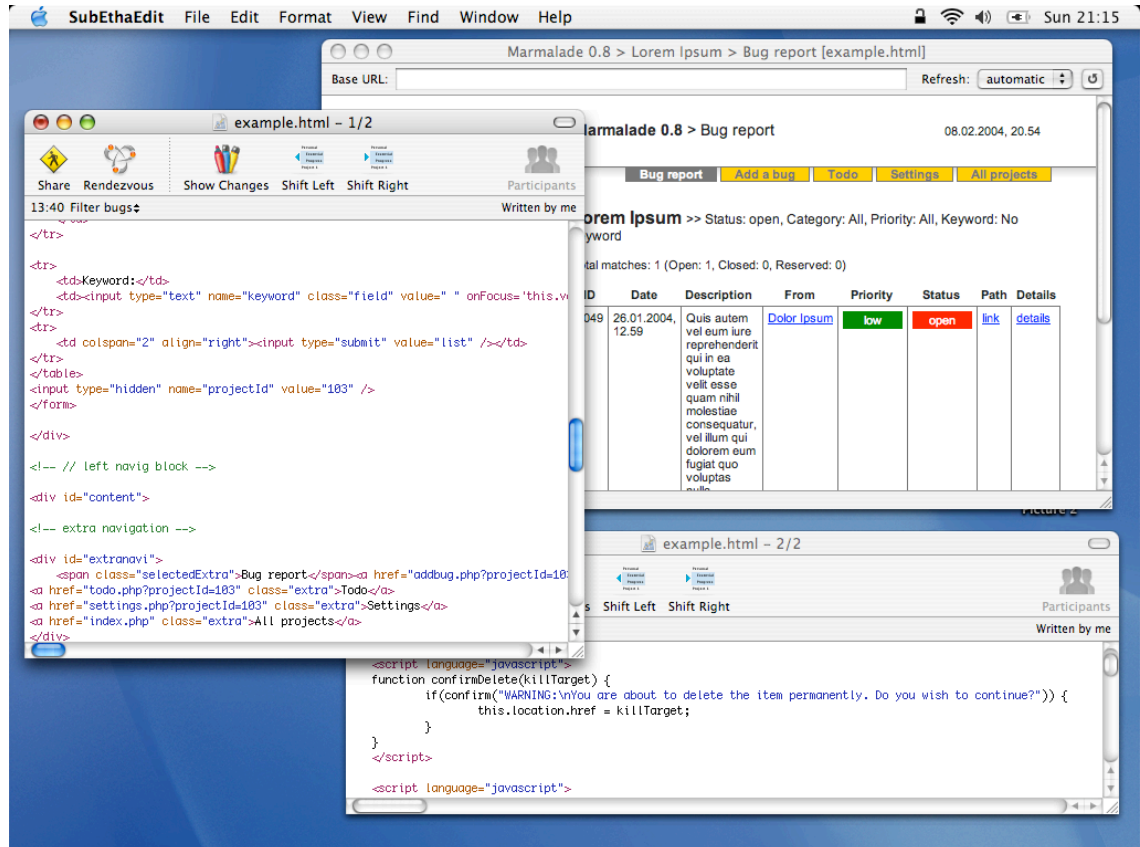 SubEthaEdit File Edit Format View Find Window Help Sun 21:15
Marmalade 0.8 > Lorem Ipsum > Bug report [example.html]
Base URL: Refresh: automatic
armalade 0.8 > Bug report 08.02.2004, 20.54
Bug report Add a bug Todo Settings All projects
orem Ipsum >> Status: open, Category: All, Priority: All, Keyword: No
yword
tal matches: 1 (Open: 1, Closed: 0, Reserved: 0)
ID Date Description From Priority Status Path Details
049 26.01.2004, 12.59 Quis autem Dolor Ipsum low open link details
vel eum iure
reprehenderit
qui in ea
voluptate
velit esse
quam nihil
molestiae
consequatur,
vel illum qui
dolorem eum
fugiat quo
voluptas
nulla
Picture 2
example.html – 1/2
Share Rendezvous Show Changes Shift Left Shift Right Participants
13:40 Filter bugs Written by me
</tr>
<tr>
<td>Keyword:</td>
<td><input type="text" name="keyword" class="field" value=" " onFocus='this.v
</tr>
<tr>
<td colspan="2" align="right"><input type="submit" value="list" /></td>
</tr>
</table>
<input type="hidden" name="projectId" value="103" />
</form>
</div>
<!-- // left navig block -->
<div id="content">
<!-- extra navigation -->
<div id="extranavi">
<span class="selectedExtra">Bug report</span><a href="addbug.php?projectId=10
<a href="todo.php?projectId=103" class="extra">Todo</a>
<a href="settings.php?projectId=103" class="extra">Settings</a>
<a href="index.php" class="extra">All projects</a>
</div>
example.html – 2/2
s Shift Left Shift Right Participants
Written by me
<script language="javascript">
function confirmDelete(killTarget) {
if(confirm("WARNING:\nYou are about to delete the item permanently. Do you wish to continue?")) {
this.location.href = killTarget;
}
}
</script>
<script language="javascript">